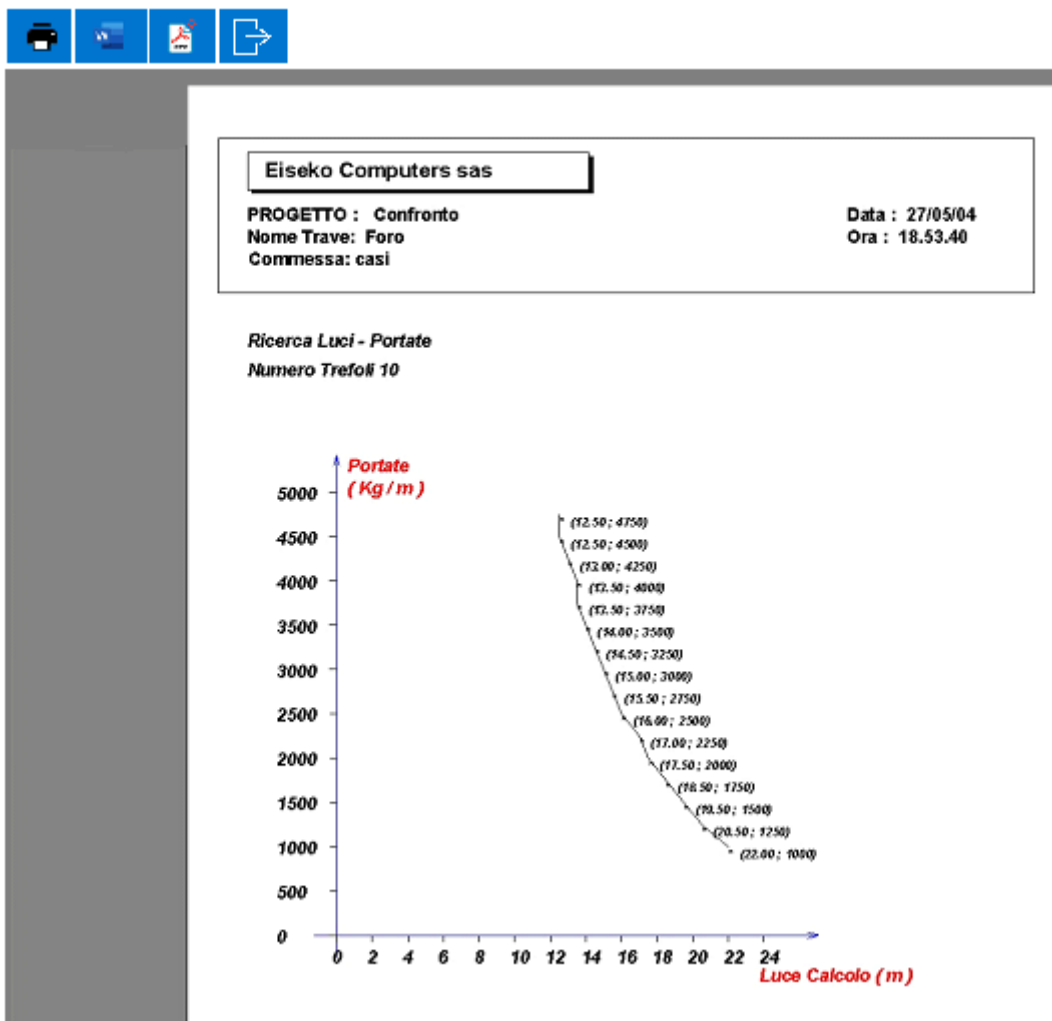 Eiseko Computers sas
PROGETTO : Confronto
Data : 27/05/04
Nome Trave: Foro
Ora : 18.53.40
Commessa: casi
Ricerca Luci - Portate
Numero Trefoli 10
Portate
( Kg / m )
5000
4500
4000
3500
3000
2500
2000
1500
1000
500
0
(12.50 ; 4750)
(12.50 ; 4500)
(13.00 ; 4250)
(13.50 ; 4000)
(13.50 ; 3750)
(14.00 ; 3500)
(14.50 ; 3250)
(15.00 ; 3000)
(15.50 ; 2750)
(16.00 ; 2500)
(17.00 ; 2250)
(17.50 ; 2000)
(18.50 ; 1750)
(19.50 ; 1500)
(20.50 ; 1250)
(22.00 ; 1000)
0 2 4 6 8 10 12 14 16 18 20 22 24
Luce Calcolo ( m )